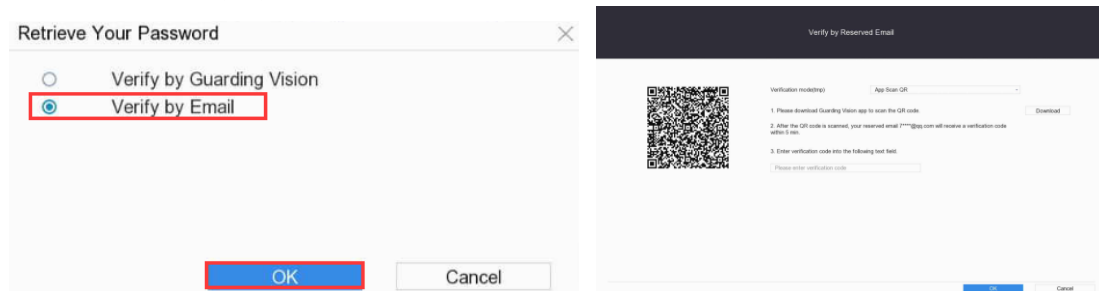 Retrieve Your Password
Verify by Guarding Vision
Verify by Email
OK
Cancel
Verify by Reserved Email
Verification mode(tmp)
App Scan QR
1. Please download Guarding Vision app to scan the QR code.
Download
2. After the QR code is scanned, your reserved email 7****@qq.com will receive a verification code
within 5 min.
3. Enter verification code into the following text field.
Please enter verification code
OK
Cancel